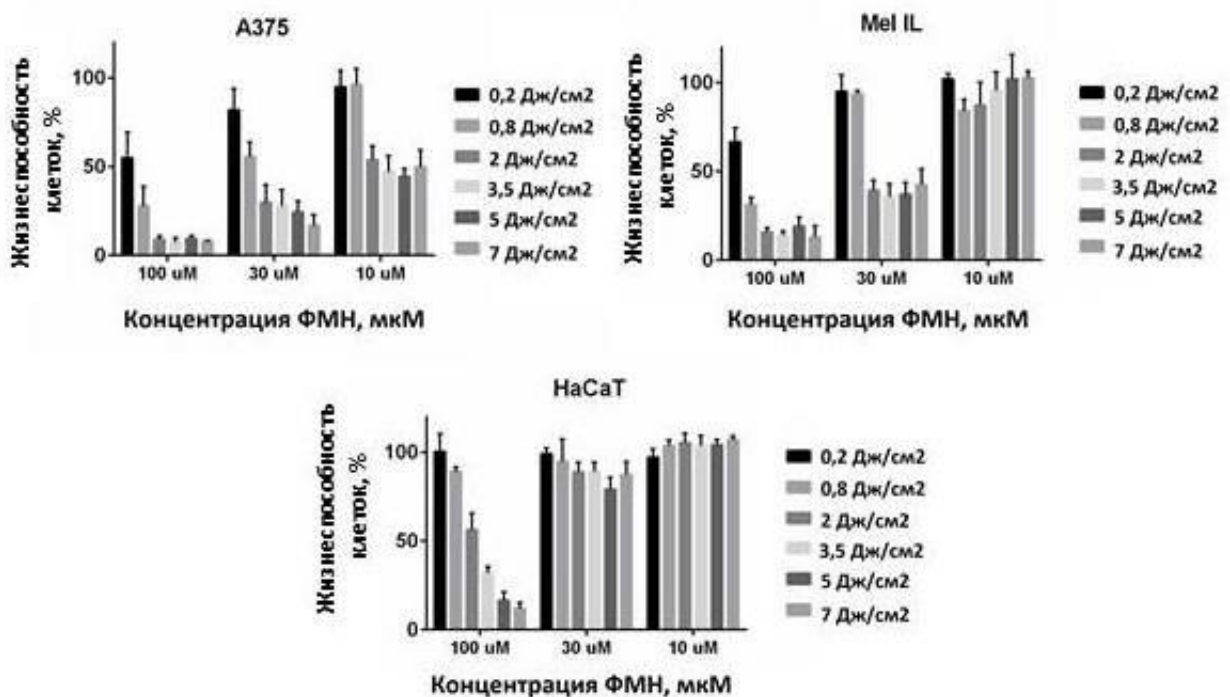 A375
Жизнеспособность
клеток, %
100
50
0
100 uM
30 uM
10 uM
Концентрация ФМН, мкМ
0,2 Дж/см2
0,8 Дж/см2
2 Дж/см2
3,5 Дж/см2
5 Дж/см2
7 Дж/см2
Mel IL
Жизнеспособность
клеток, %
100
50
0
100 uM
30 uM
10 uM
Концентрация ФМН, мкМ
0,2 Дж/см2
0,8 Дж/см2
2 Дж/см2
3,5 Дж/см2
5 Дж/см2
7 Дж/см2
HaCaT
Жизнеспособность
клеток, %
100
50
0
100 uM
30 uM
10 uM
Концентрация ФМН, мкМ
0,2 Дж/см2
0,8 Дж/см2
2 Дж/см2
3,5 Дж/см2
5 Дж/см2
7 Дж/см2